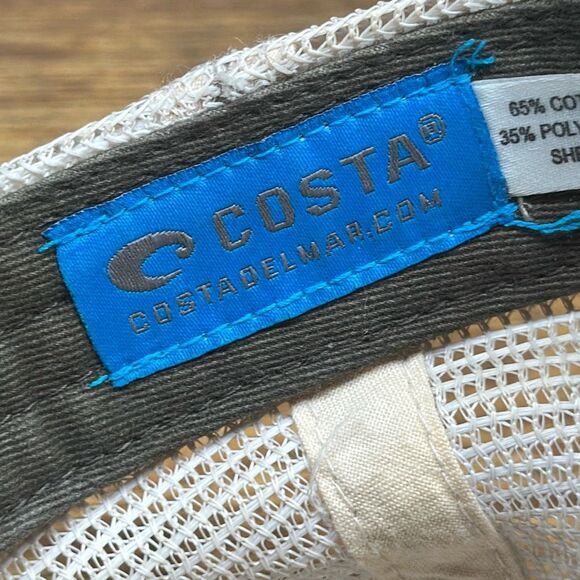 COSTA®
COSTADELMAR.COM
65% COT
35% POLY
SHE